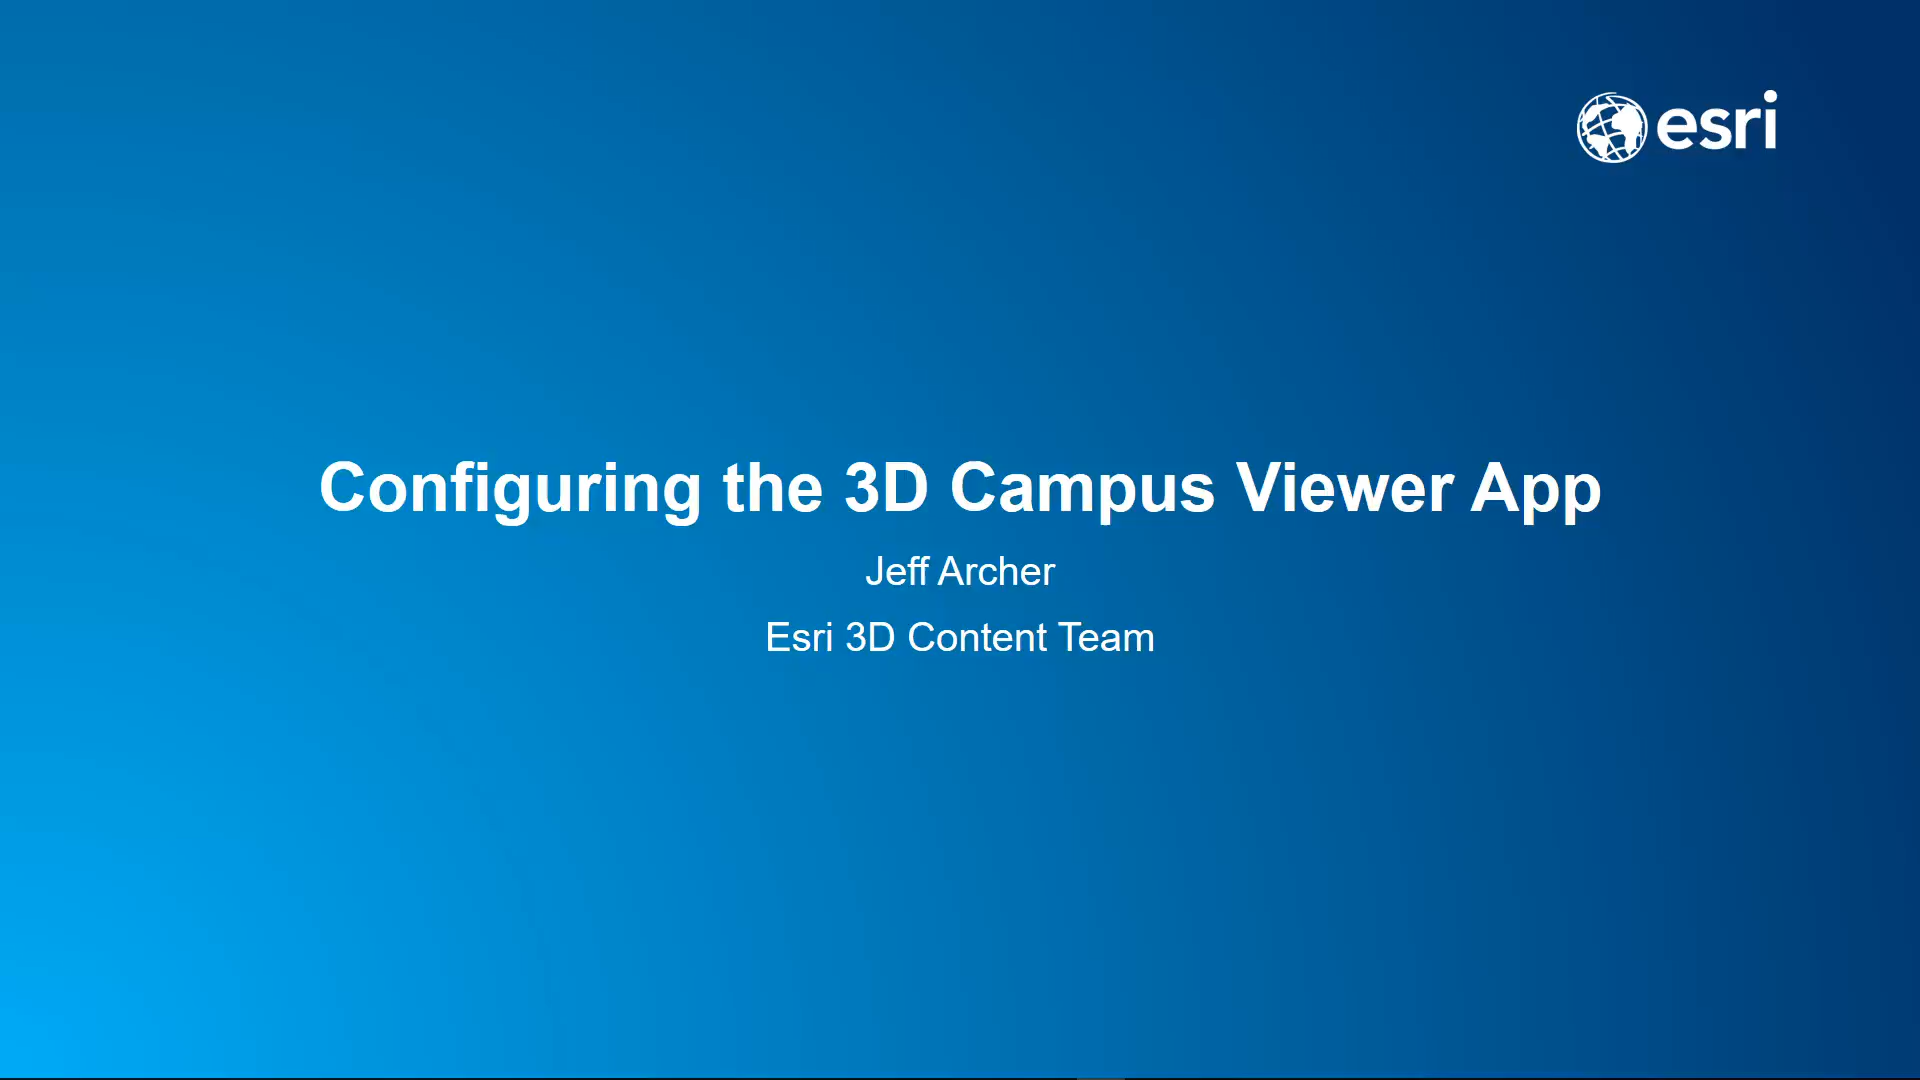 esri
Configuring the 3D Campus Viewer App
Jeff Archer
Esri 3D Content Team